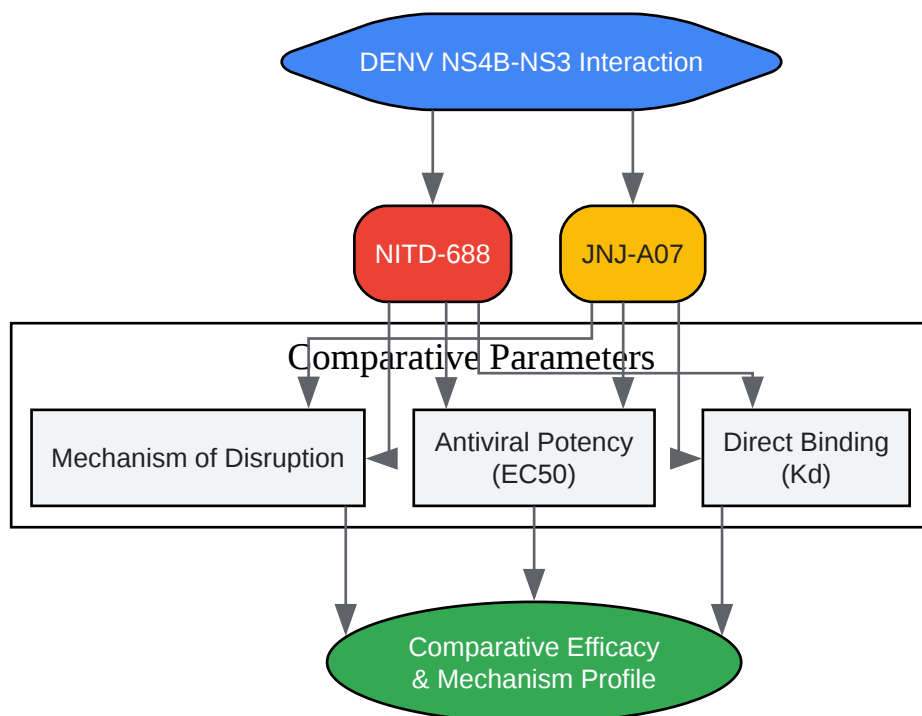 DENV NS4B-NS3 Interaction
NITD-688
JNJ-A07
Comparative Parameters
Mechanism of Disruption
Antiviral Potency
(EC50)
Direct Binding
(Kd)
Comparative Efficacy
& Mechanism Profile